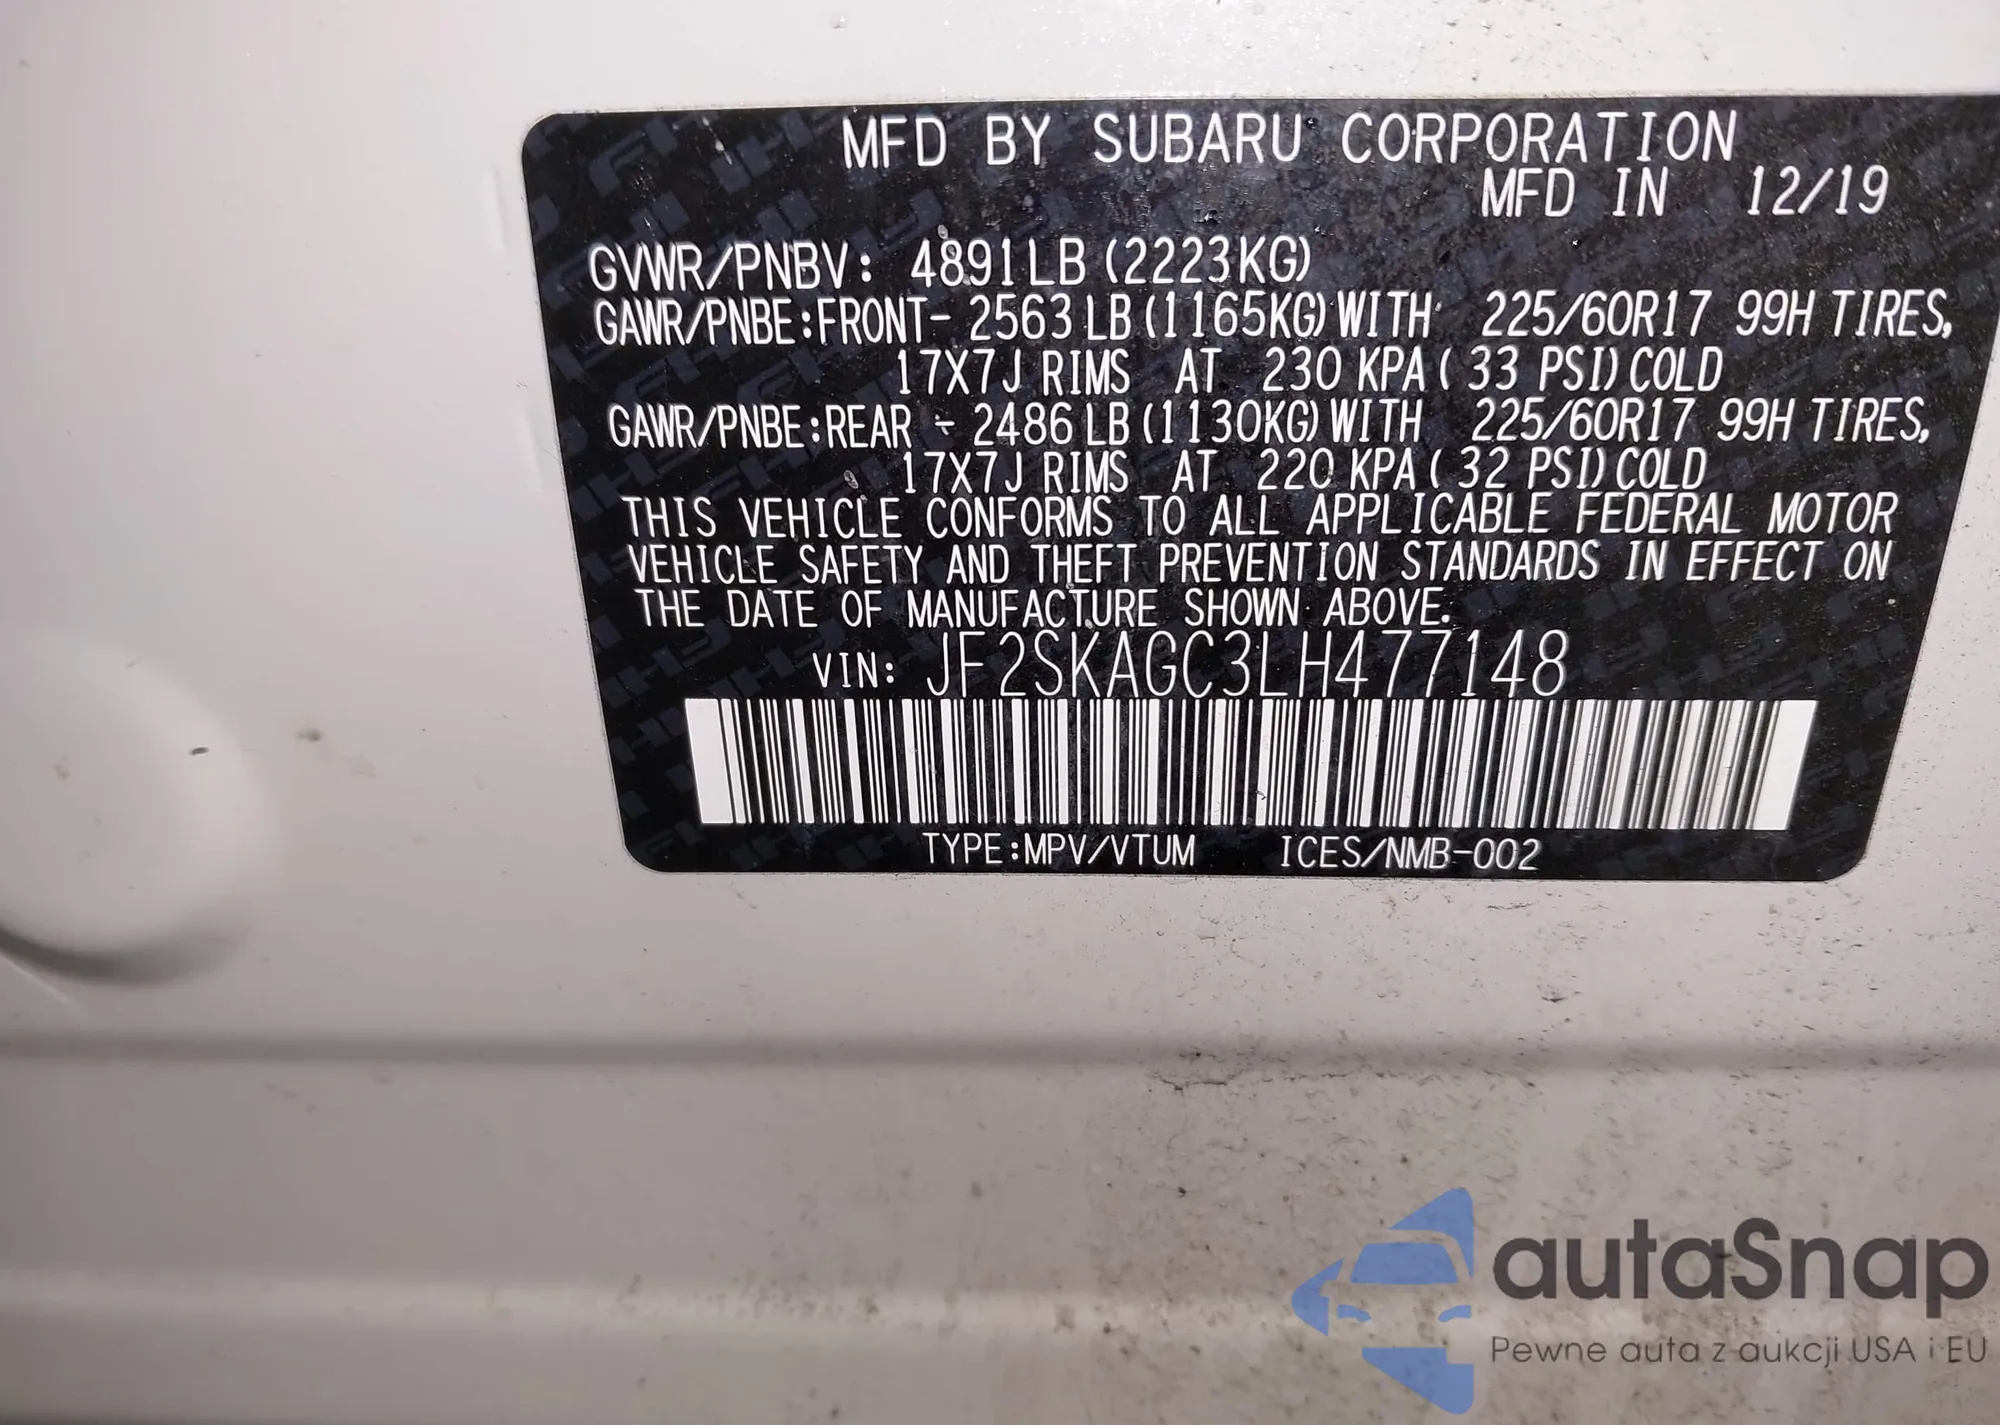 MFD BY SUBARU CORPORATION
MFD IN 12/19
GVWR/PNBV: 4891LB (2223KG)
GAWR/PNBE:FRONT- 2563 LB (1165KG) WITH 225/60R17 99H TIRES,
17X7J RIMS AT 230 KPA ( 33 PSI) COLD
GAWR/PNBE:REAR - 2486 LB (1130KG) WITH 225/60R17 99H TIRES,
17X7J RIMS AT 220 KPA ( 32 PSI) COLD
THIS VEHICLE CONFORMS TO ALL APPLICABLE FEDERAL MOTOR
VEHICLE SAFETY AND THEFT PREVENTION STANDARDS IN EFFECT ON
THE DATE OF MANUFACTURE SHOWN ABOVE.
VIN: JF2SKAGC3LH477148
TYPE:MPV/VTUM ICES/NMB-002
autaSnap
Pewne auta z aukcji USA i EU